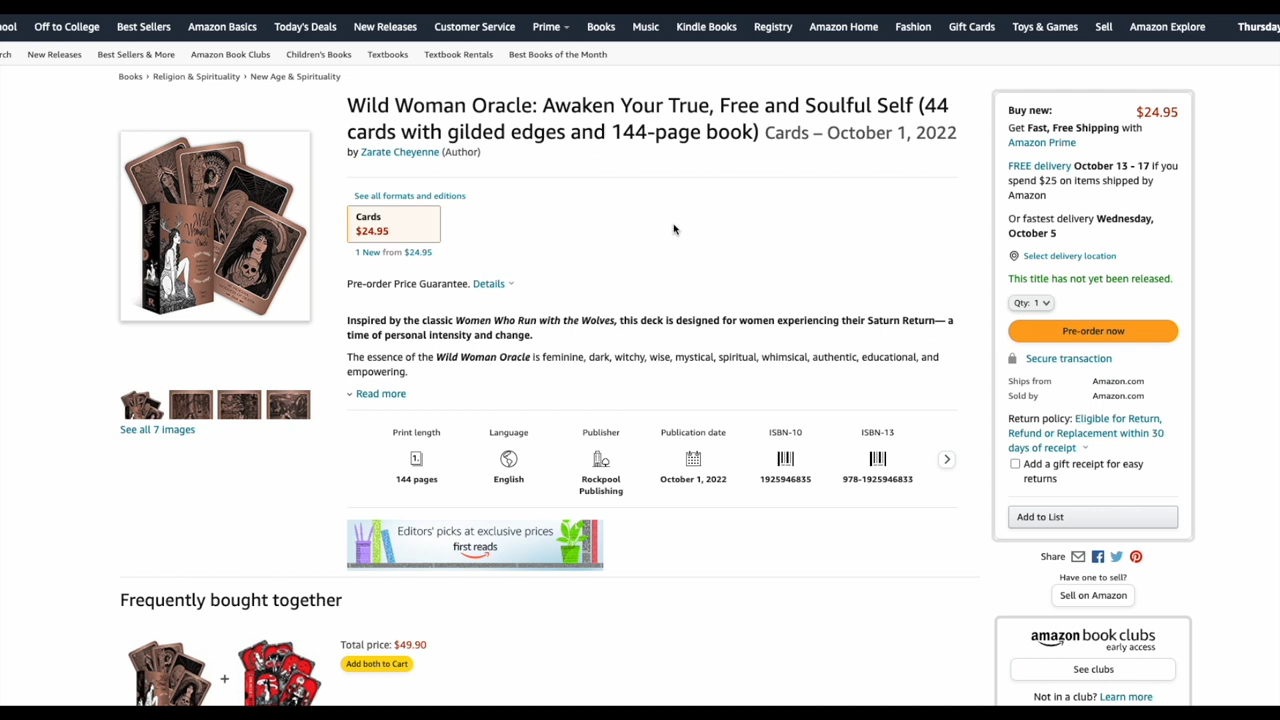 ool Off to College Best Sellers Amazon Basics Today's Deals New Releases Customer Service Prime Books Music Kindle Books Registry Amazon Home Fashion Gift Cards Toys & Games Sell Amazon Explore Thursday
rch New Releases Best Sellers & More Amazon Book Clubs Children's Books Textbooks Textbook Rentals Best Books of the Month
Books › Religion & Spirituality › New Age & Spirituality
Wild Woman Oracle: Awaken Your True, Free and Soulful Self (44
cards with gilded edges and 144-page book) Cards – October 1, 2022
by Zarate Cheyenne (Author)
See all formats and editions
Cards
$24.95
1 New from $24.95
Pre-order Price Guarantee. Details
Inspired by the classic Women Who Run with the Wolves, this deck is designed for women experiencing their Saturn Return— a
time of personal intensity and change.
The essence of the Wild Woman Oracle is feminine, dark, witchy, wise, mystical, spiritual, whimsical, authentic, educational, and
empowering.
Read more
Wild
Woman
Oracle
See all 7 images
Print length Language Publisher Publication date ISBN-10 ISBN-13
144 pages English Rockpool October 1, 2022 1925946835 978-1925946833
Publishing
Editors' picks at exclusive prices
first reads
Frequently bought together
Total price: $49.90
+
Add both to Cart
Buy new: $24.95
Get Fast, Free Shipping with
Amazon Prime
FREE delivery October 13 - 17 if you
spend $25 on items shipped by
Amazon
Or fastest delivery Wednesday,
October 5
Select delivery location
This title has not yet been released.
Qty: 1
Pre-order now
Secure transaction
Ships from Amazon.com
Sold by Amazon.com
Return policy: Eligible for Return,
Refund or Replacement within 30
days of receipt
Add a gift receipt for easy
returns
Add to List
Share
Have one to sell?
Sell on Amazon
amazon book clubs
early access
See clubs
Not in a club? Learn more